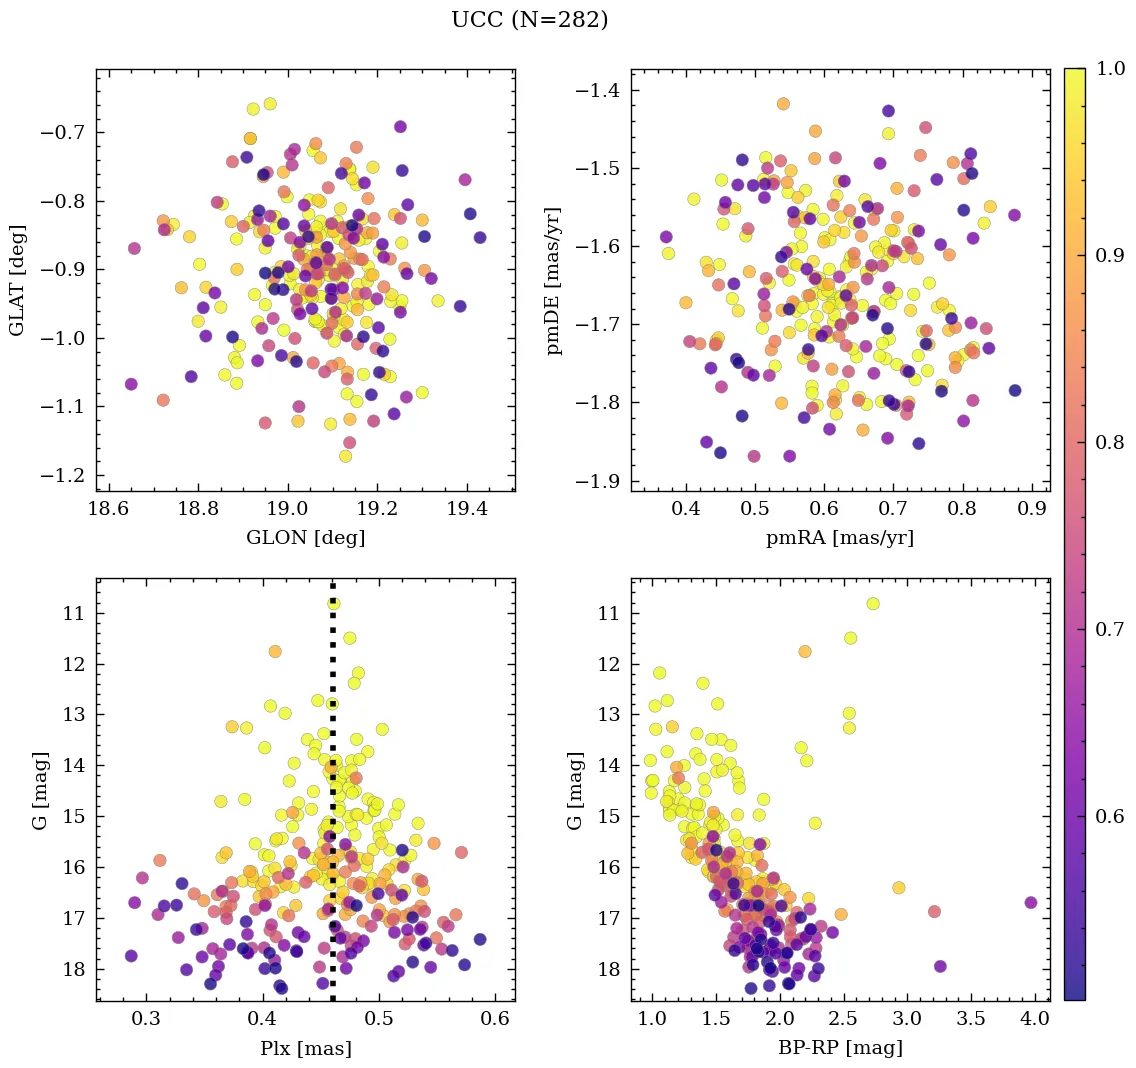 UCC (N=282)
−0.7
−0.8
−0.9
−1.0
−1.1
−1.2
GLAT [deg]
18.6 18.8 19.0 19.2 19.4
GLON [deg]
−1.4
−1.5
−1.6
−1.7
−1.8
−1.9
pmDE [mas/yr]
0.4 0.5 0.6 0.7 0.8 0.9
pmRA [mas/yr]
1.0
0.9
0.8
0.7
0.6
11
12
13
14
15
16
17
18
G [mag]
0.3 0.4 0.5 0.6
Plx [mas]
11
12
13
14
15
16
17
18
G [mag]
1.0 1.5 2.0 2.5 3.0 3.5 4.0
BP-RP [mag]